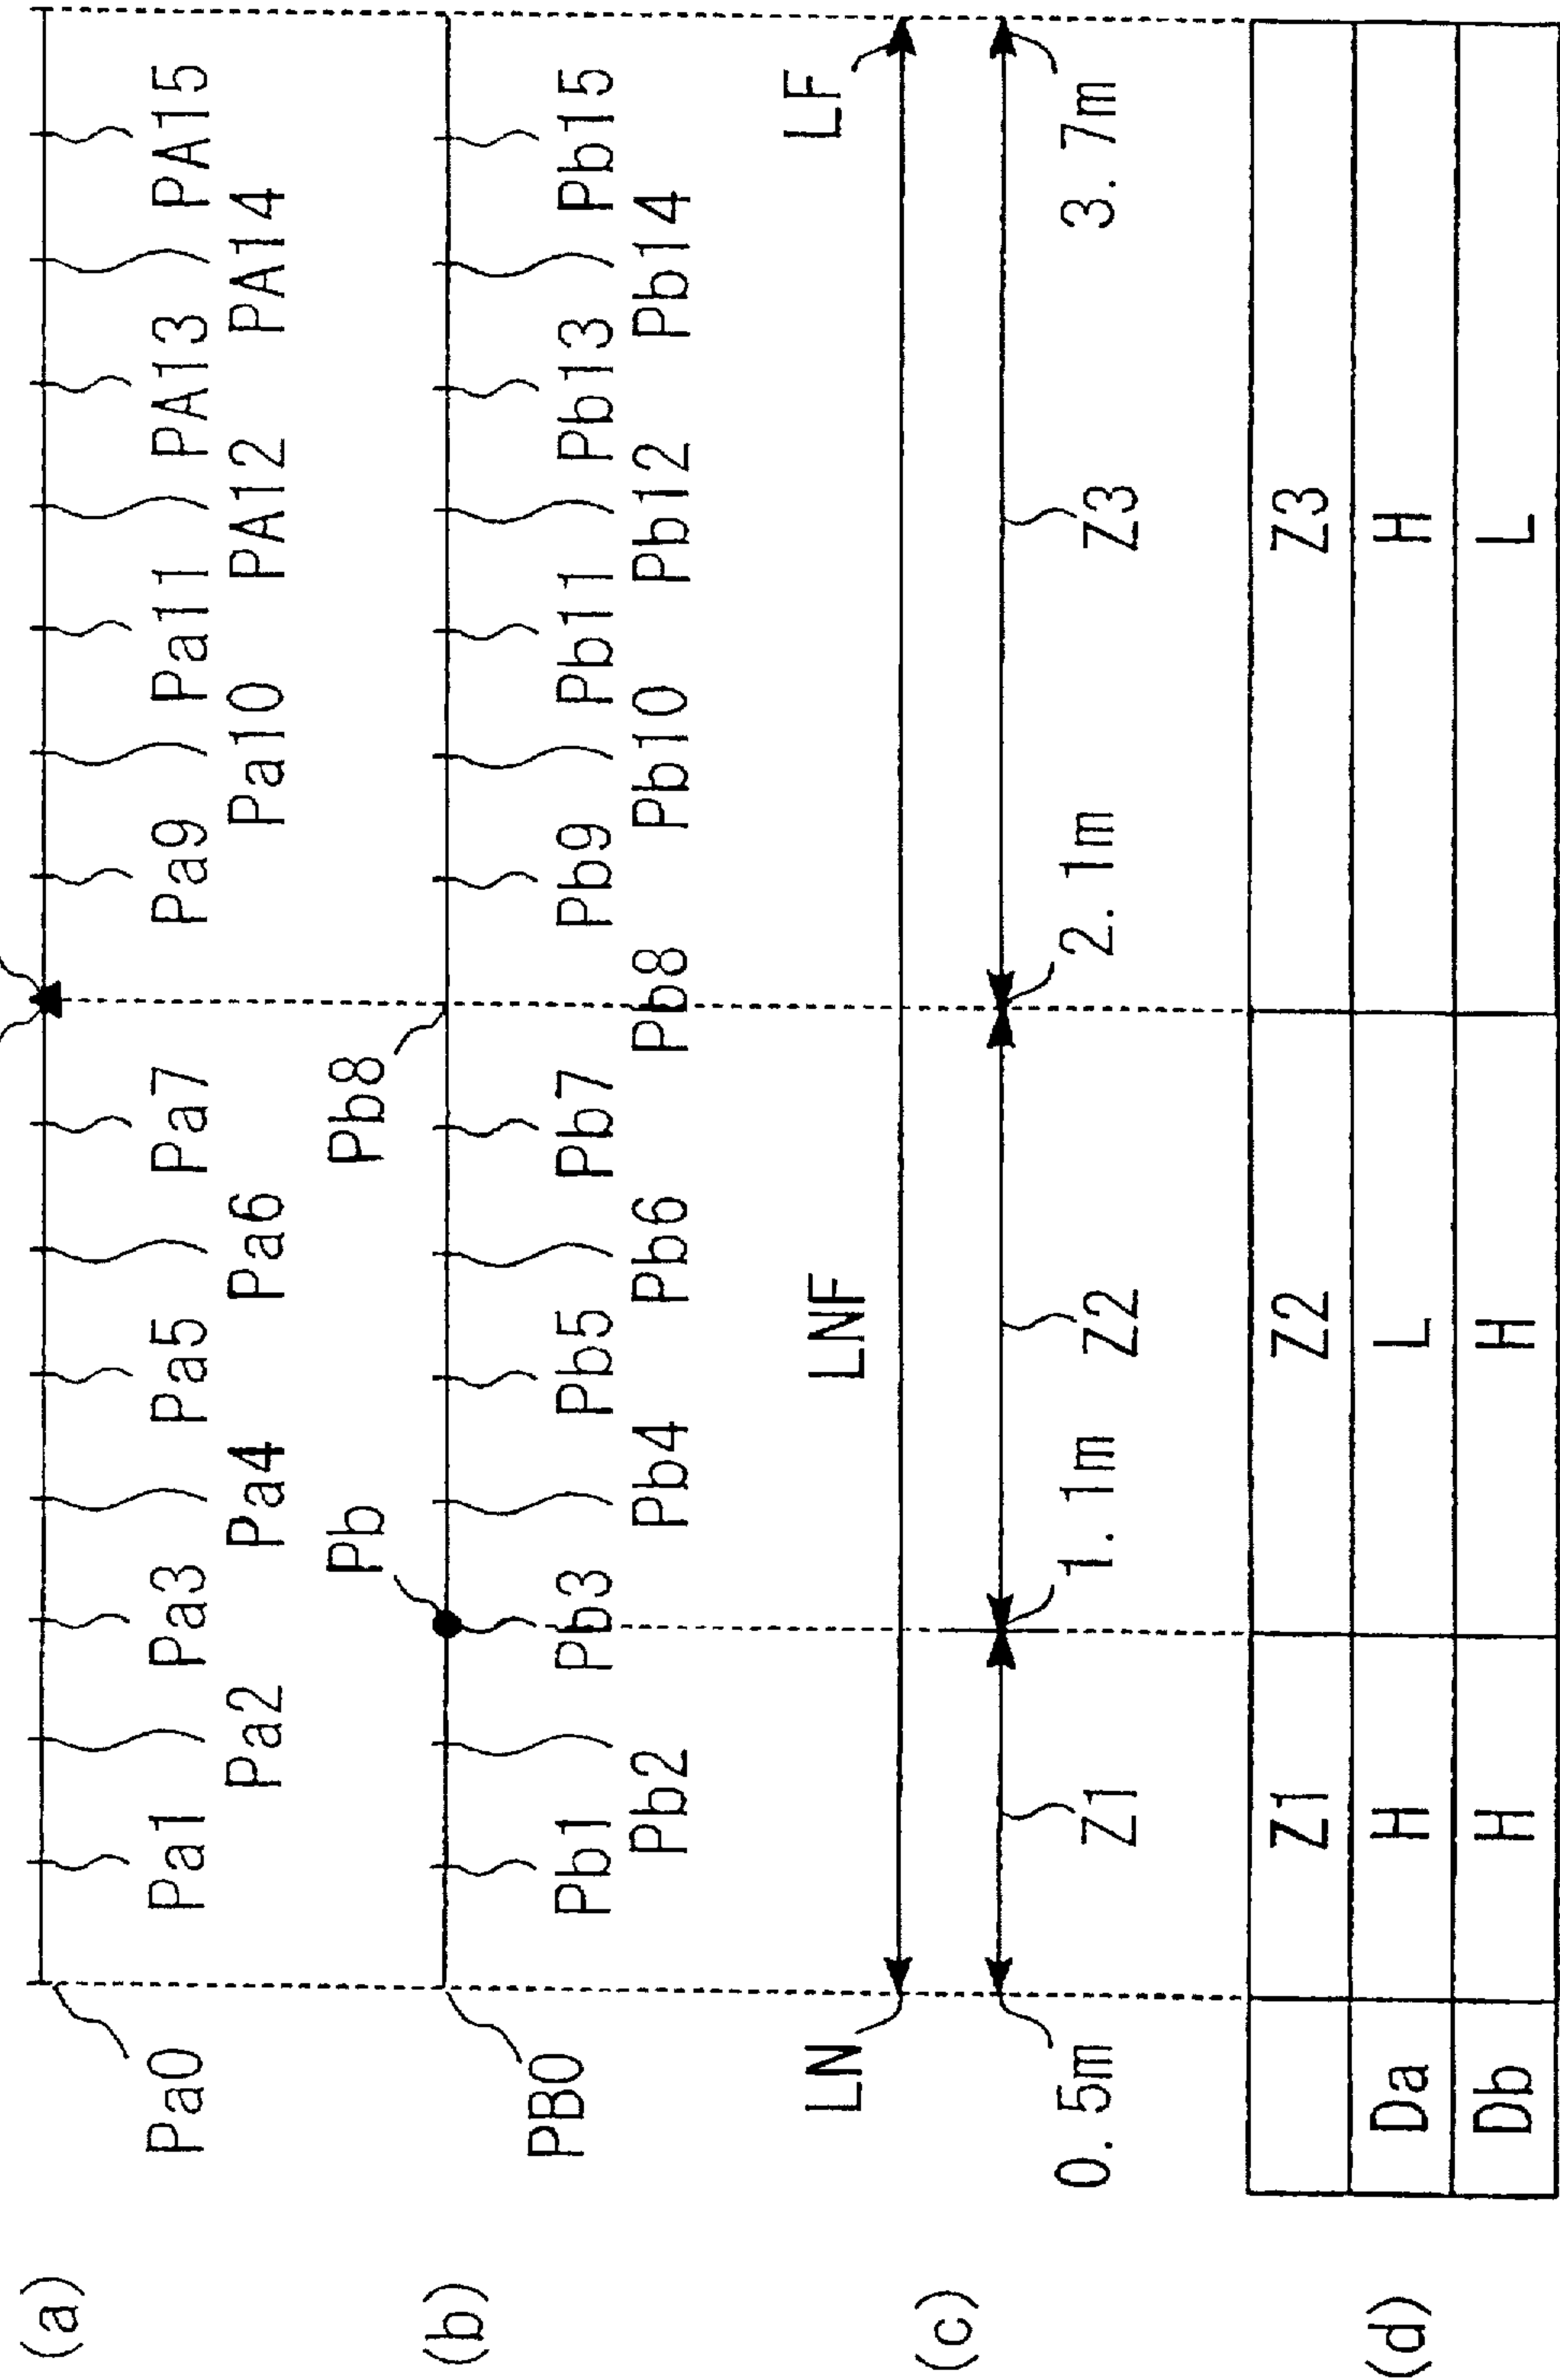 (a)
Pa0
Pa1
Pa2
Pa3
Pa4
Pa5
Pa6
Pa7
Pa9
Pa10
Pa11
PA12
PA13
PA14
PA15
(b)
PB0
Pb
Pb8
Pb1
Pb2
Pb3
Pb4
Pb5
Pb6
Pb7
Pb8
Pb9
Pb10
Pb11
Pb12
Pb13
Pb14
Pb15
(c)
LN
LNF
LF
0.5m
Z1
1.1m
Z2
2.1m
Z3
3.7m
(d)
Z1 Z2 Z3
Da H L H
Db H H L